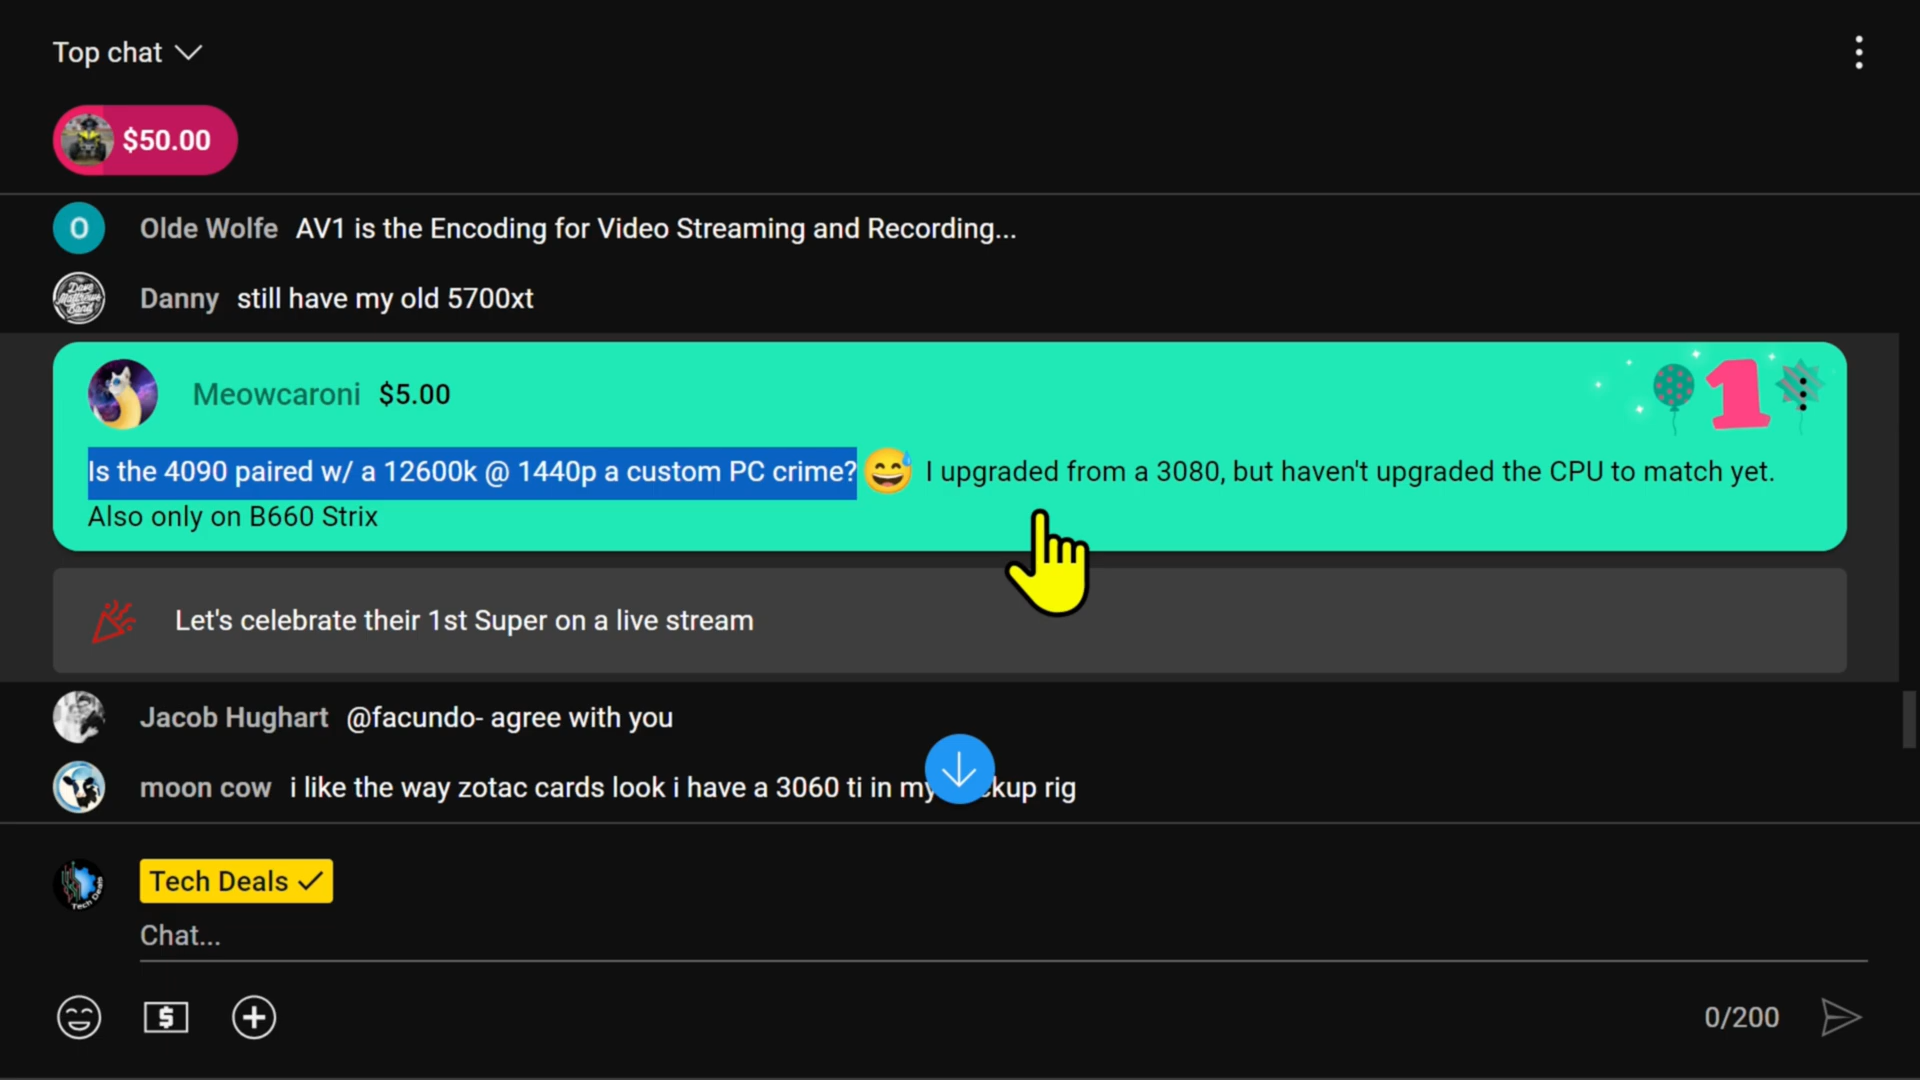 Top chat
$50.00
O
Olde Wolfe AV1 is the Encoding for Video Streaming and Recording...
Danny still have my old 5700xt
Meowcaroni $5.00
1
Is the 4090 paired w/ a 12600k @ 1440p a custom PC crime? 😅 I upgraded from a 3080, but haven't upgraded the CPU to match yet.
Also only on B660 Strix
Let's celebrate their 1st Super on a live stream
Jacob Hughart @facundo- agree with you
moon cow i like the way zotac cards look i have a 3060 ti in my kup rig
Tech Deals
Chat...
$
0/200